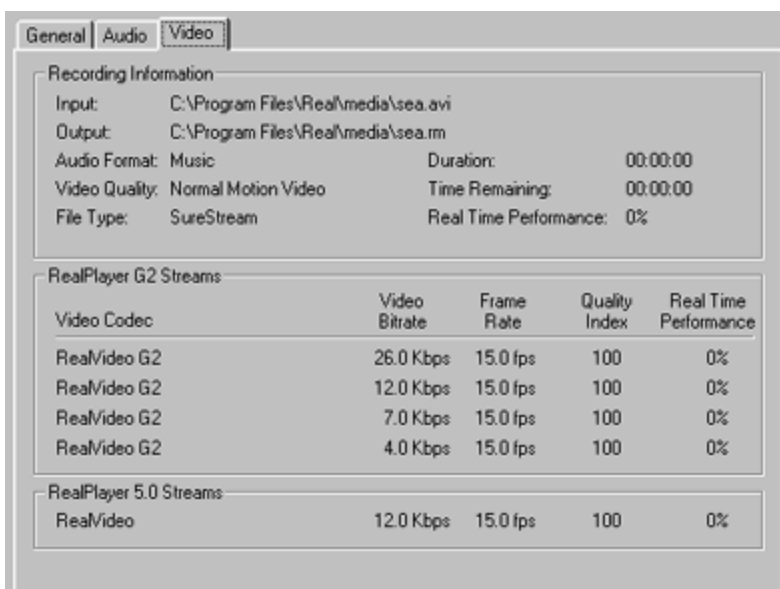 General Audio Video
Recording Information
Input: C:\Program Files\Real\media\sea.avi
Output: C:\Program Files\Real\media\sea.rm
Audio Format: Music Duration: 00:00:00
Video Quality: Normal Motion Video Time Remaining: 00:00:00
File Type: SureStream Real Time Performance: 0%
RealPlayer G2 Streams
Video Codec Video Bitrate Frame Rate Quality Index Real Time Performance
RealVideo G2 26.0 Kbps 15.0 fps 100 0%
RealVideo G2 12.0 Kbps 15.0 fps 100 0%
RealVideo G2 7.0 Kbps 15.0 fps 100 0%
RealVideo G2 4.0 Kbps 15.0 fps 100 0%
RealPlayer 5.0 Streams
RealVideo 12.0 Kbps 15.0 fps 100 0%